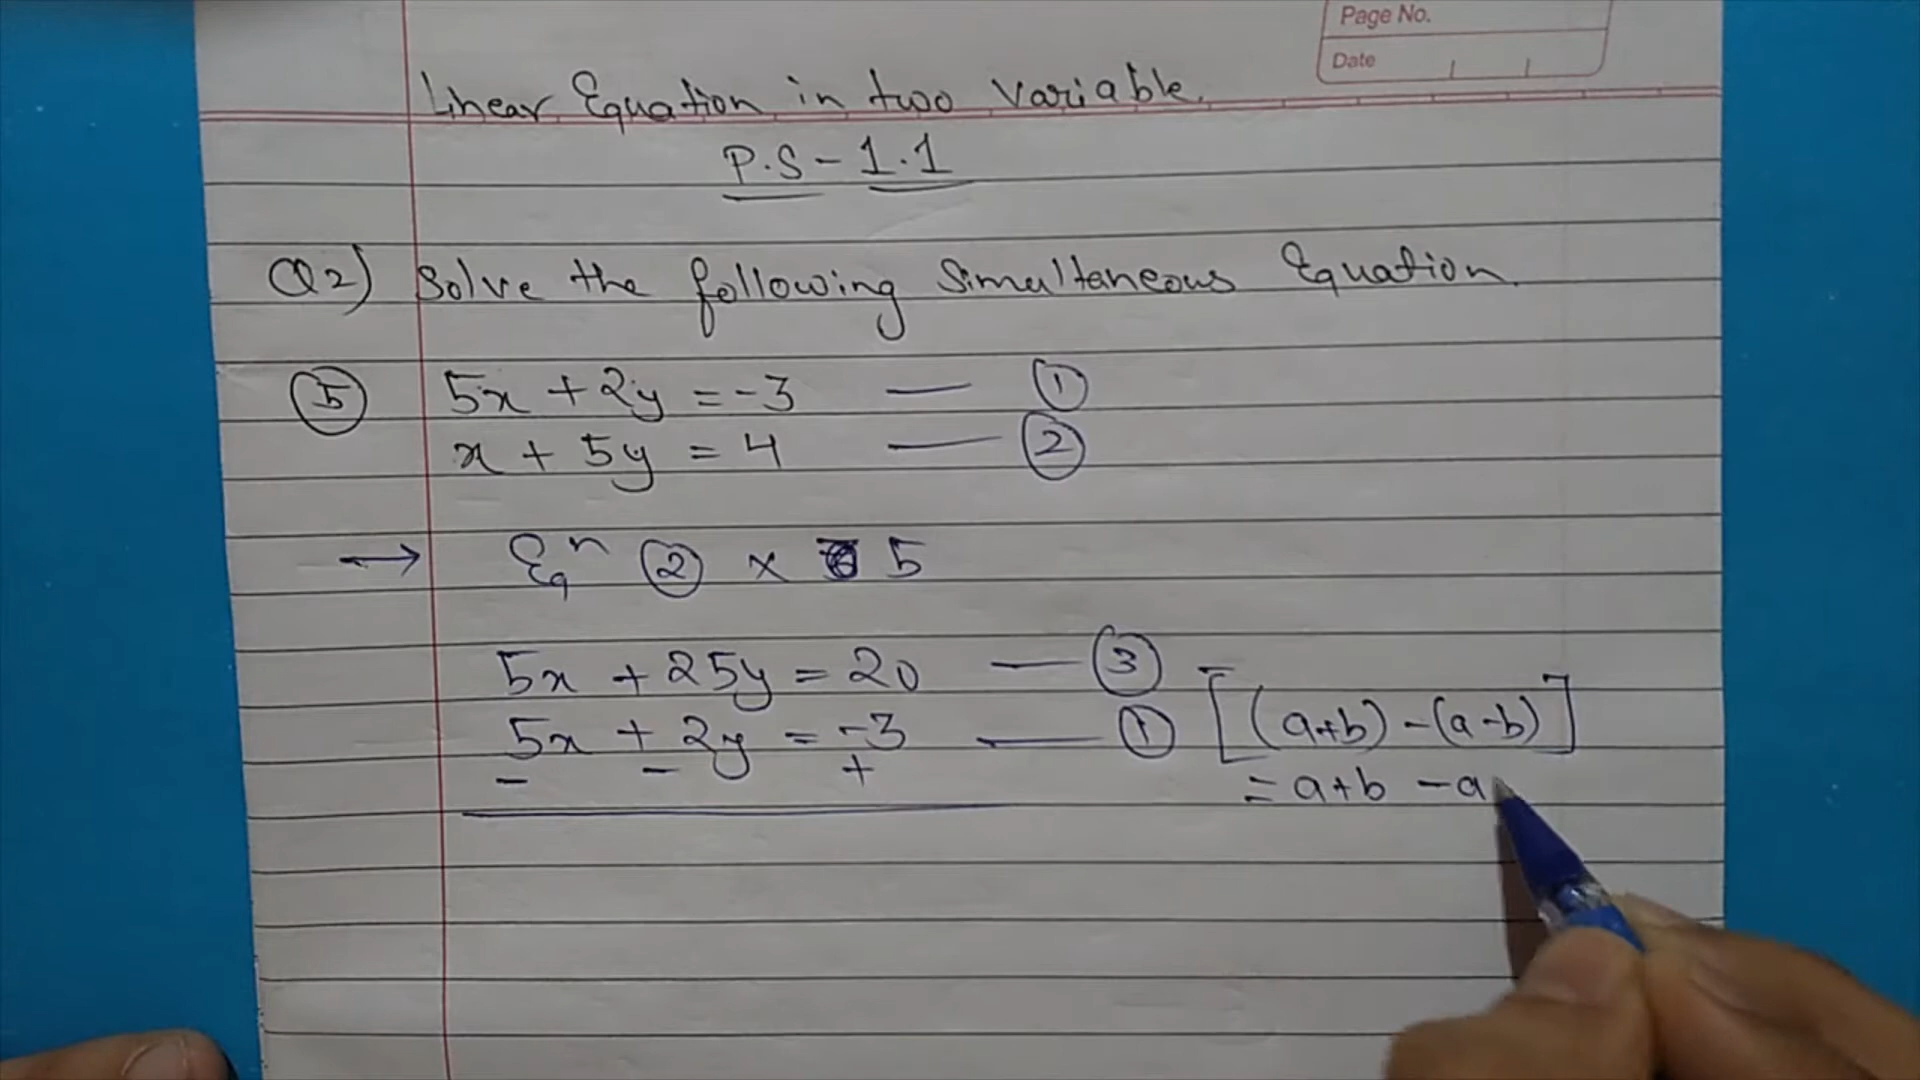 Page No.
Date
Linear Equation in two variable.
P.S - 1.1
Q2) Solve the following Simultaneous Equation.
⑤ 5x + 2y = -3 — ①
x + 5y = 4 — ②
→ Eqⁿ ② × 5
5x + 25y = 20 — ③
5x + 2y = -3 — ① [(a+b) - (a-b)]
- - +
= a+b - a